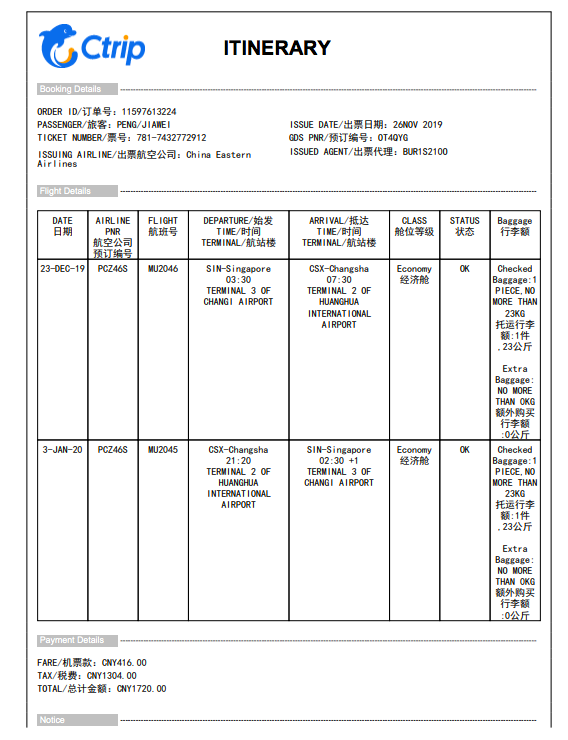 Ctrip
ITINERARY
Booking Details
ORDER ID/订单号: 11597613224
PASSENGER/旅客: PENG/JIAWEI
ISSUE DATE/出票日期: 26NOV 2019
TICKET NUMBER/票号: 781-7432772912
GDS PNR/预订编号: OT4QYG
ISSUING AIRLINE/出票航空公司: China Eastern
Airlines
ISSUED AGENT/出票代理: BUR1S2100
Flight Details
DATE
日期
AIRLINE
PNR
航空公司
预订编号
FLIGHT
航班号
DEPARTURE/始发
TIME/时间
TERMINAL/航站楼
ARRIVAL/抵达
TIME/时间
TERMINAL/航站楼
CLASS
舱位等级
STATUS
状态
Baggage
行李额
23-DEC-19
PCZ46S
MU2046
SIN-Singapore
03:30
TERMINAL 3 OF
CHANGI AIRPORT
CSX-Changsha
07:30
TERMINAL 2 OF
HUANGHUA
INTERNATIONAL
AIRPORT
Economy
经济舱
OK
Checked
Baggage:1
PIECE,NO
MORE THAN
23KG
托运行李
额:1件
,23公斤
Extra
Baggage:
NO MORE
THAN 0KG
额外购买
行李额
:0公斤
3-JAN-20
PCZ46S
MU2045
CSX-Changsha
21:20
TERMINAL 2 OF
HUANGHUA
INTERNATIONAL
AIRPORT
SIN-Singapore
02:30 +1
TERMINAL 3 OF
CHANGI AIRPORT
Economy
经济舱
OK
Checked
Baggage:1
PIECE,NO
MORE THAN
23KG
托运行李
额:1件
,23公斤
Extra
Baggage:
NO MORE
THAN 0KG
额外购买
行李额
:0公斤
Payment Details
FARE/机票款: CNY416.00
TAX/税费: CNY1304.00
TOTAL/总计金额: CNY1720.00
Notice